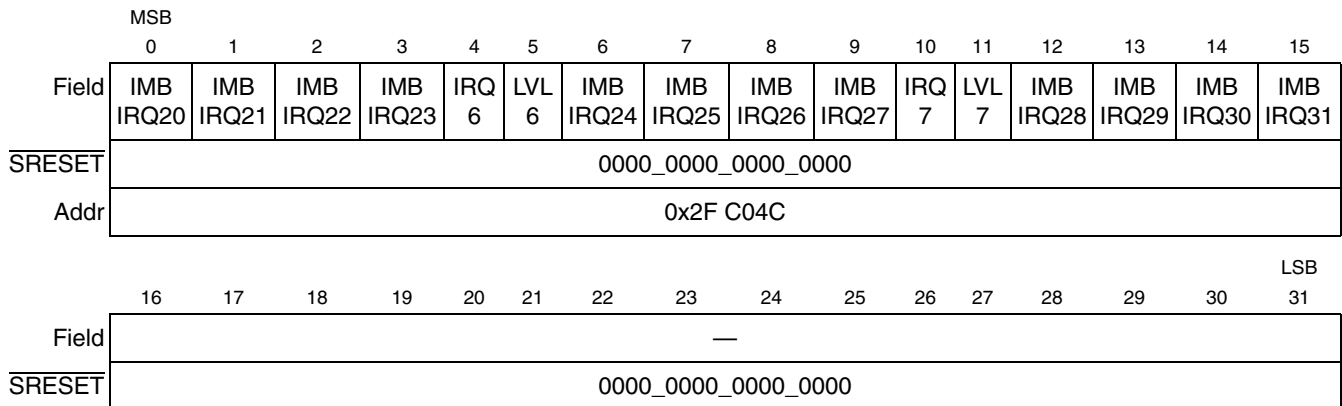 MSB
0 1 2 3 4 5 6 7 8 9 10 11 12 13 14 15
Field IMB IMB IMB IMB IRQ LVL IMB IMB IMB IMB IRQ LVL IMB IMB IMB IMB
IRQ20 IRQ21 IRQ22 IRQ23 6 6 IRQ24 IRQ25 IRQ26 IRQ27 7 7 IRQ28 IRQ29 IRQ30 IRQ31
SRESET 0000_0000_0000_0000
Addr 0x2F C04C
LSB
16 17 18 19 20 21 22 23 24 25 26 27 28 29 30 31
Field —
SRESET 0000_0000_0000_0000